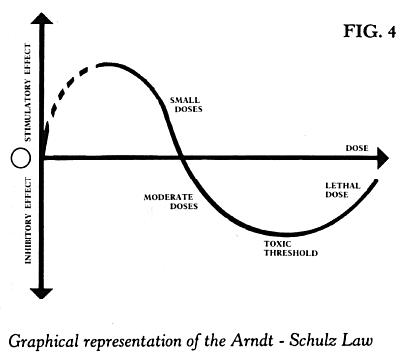 FIG. 4
STIMULATORY EFFECT
SMALL
DOSES
DOSE
INHIBITORY EFFECT
MODERATE
DOSES
LETHAL
DOSE
TOXIC
THRESHOLD
Graphical representation of the Arndt - Schulz Law